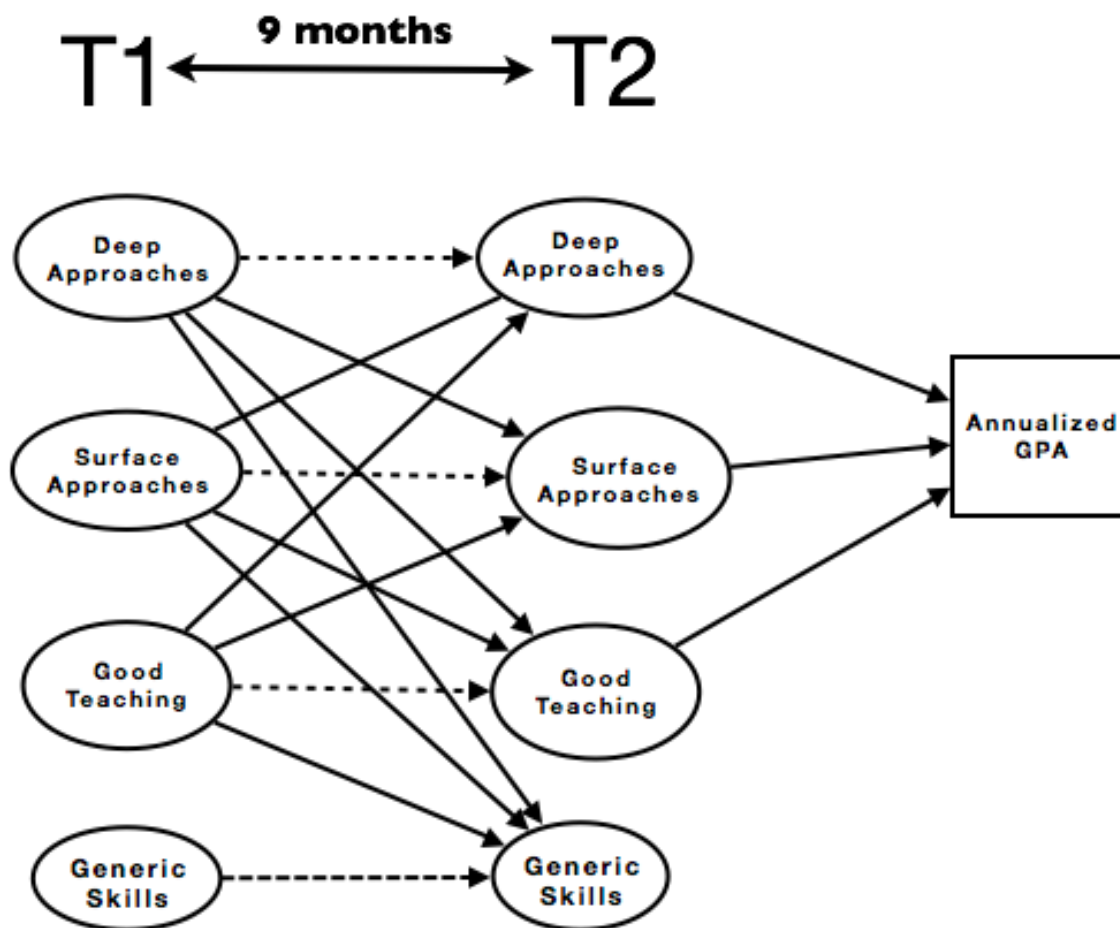 9 months
T1
T2
Deep
Approaches
Deep
Approaches
Annualized
GPA
Surface
Approaches
Surface
Approaches
Good
Teaching
Good
Teaching
Generic
Skills
Generic
Skills